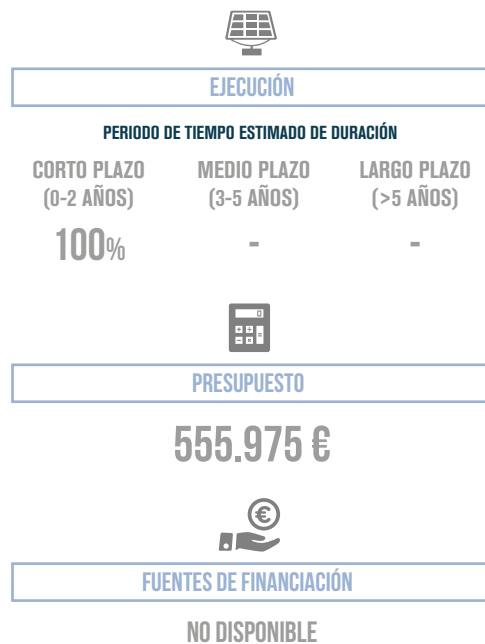 EJECUCIÓN
PERIODO DE TIEMPO ESTIMADO DE DURACIÓN
CORTO PLAZO MEDIO PLAZO LARGO PLAZO
(0-2 AÑOS) (3-5 AÑOS) (>5 AÑOS)
100% - -
PRESUPUESTO
555.975 €
FUENTES DE FINANCIACIÓN
NO DISPONIBLE